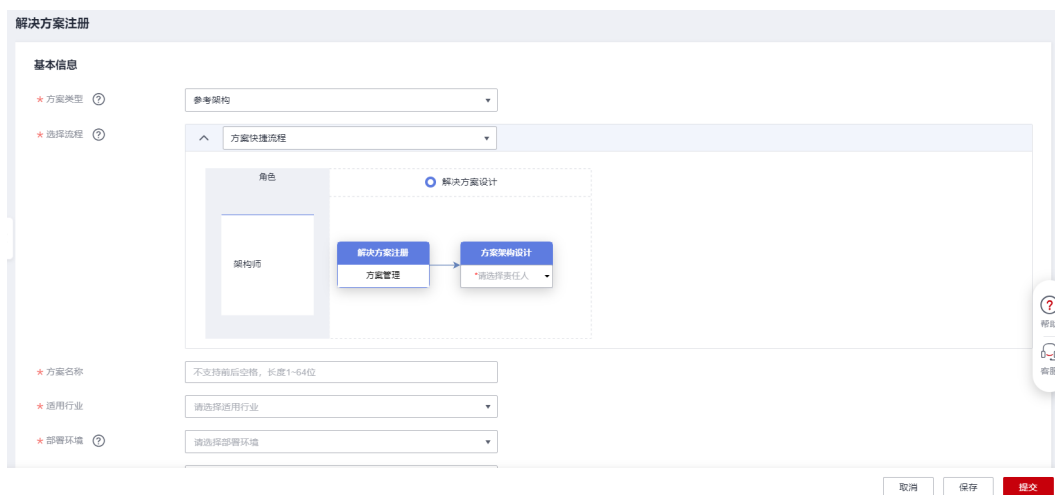 解决方案注册
基本信息
* 方案类型 ?
参考架构
* 选择流程 ?
方案快捷流程
角色
解决方案设计
架构师
解决方案注册
方案管理
方案架构设计
*请选择责任人
* 方案名称
不支持前后空格，长度1~64位
* 适用行业
请选择适用行业
* 部署环境 ?
请选择部署环境
?
帮助
客服
取消
保存
提交